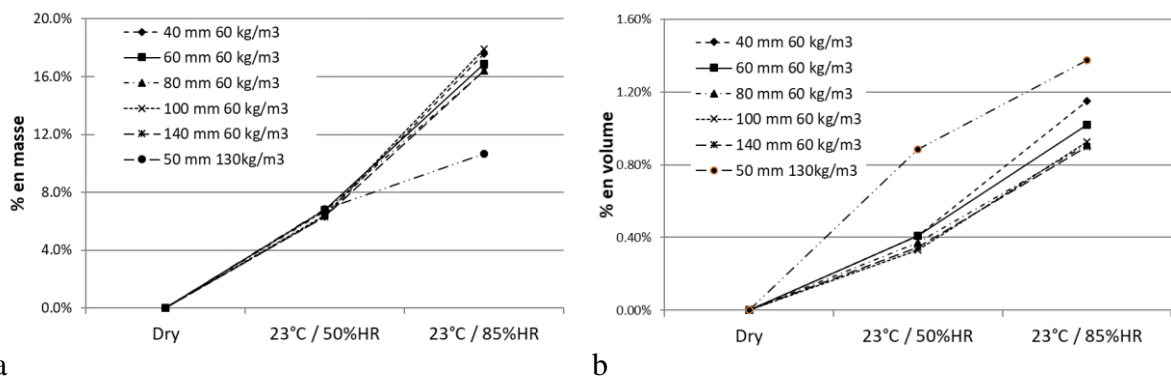 % en masse
20.0%
16.0%
12.0%
8.0%
4.0%
0.0%
40 mm 60 kg/m3
60 mm 60 kg/m3
80 mm 60 kg/m3
100 mm 60 kg/m3
140 mm 60 kg/m3
50 mm 130kg/m3
Dry
23°C / 50%HR
23°C / 85%HR
a
% en volume
1.60%
1.20%
0.80%
0.40%
0.00%
40 mm 60 kg/m3
60 mm 60 kg/m3
80 mm 60 kg/m3
100 mm 60 kg/m3
140 mm 60 kg/m3
50 mm 130kg/m3
Dry
23°C / 50%HR
23°C / 85%HR
b